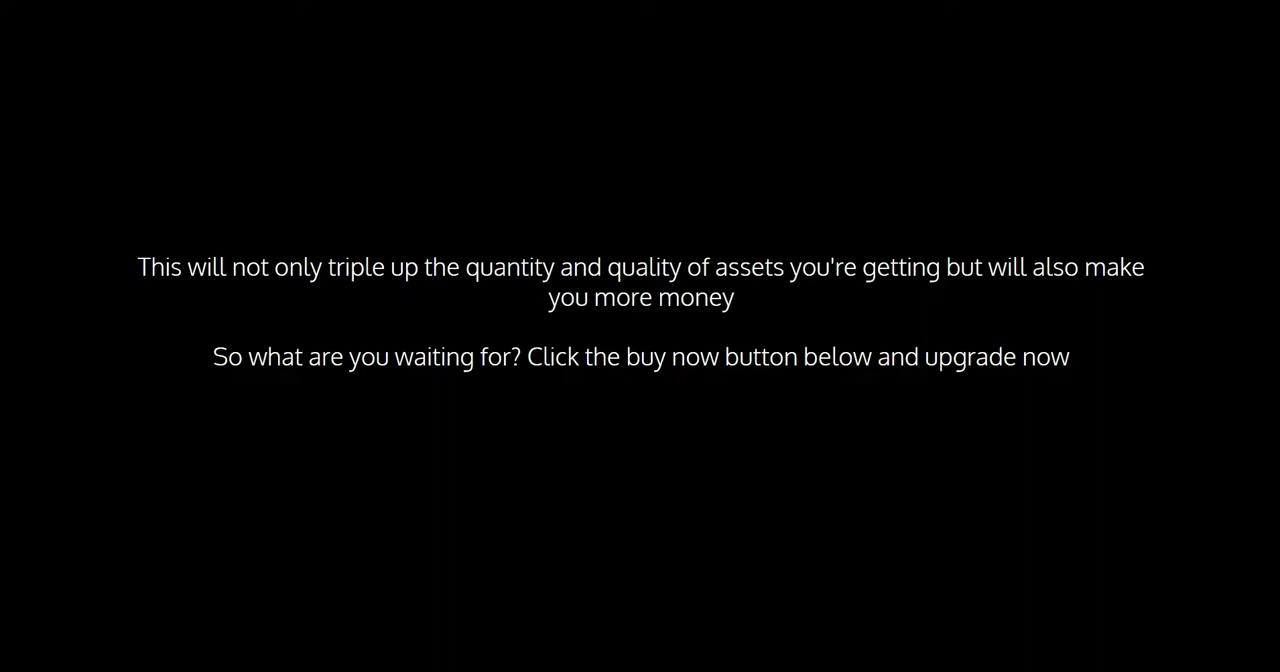 This will not only triple up the quantity and quality of assets you're getting but will also make
you more money
So what are you waiting for? Click the buy now button below and upgrade now